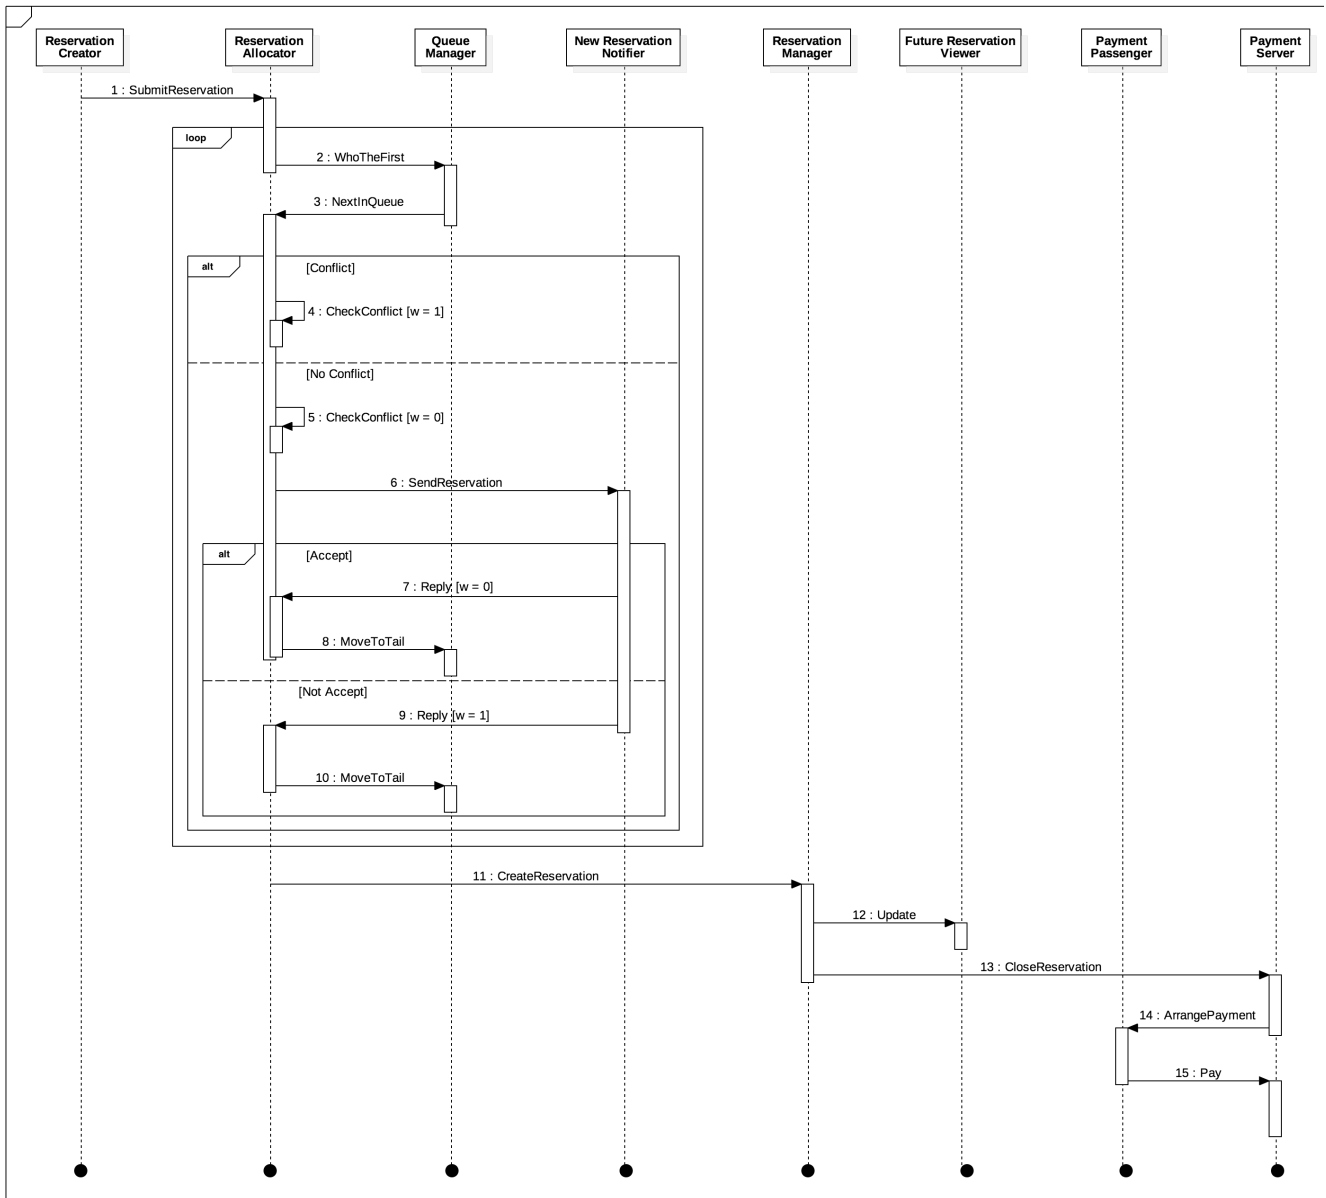 Reservation
Creator
Reservation
Allocator
Queue
Manager
New Reservation
Notifier
Reservation
Manager
Future Reservation
Viewer
Payment
Passenger
Payment
Server
1 : SubmitReservation
loop
2 : WhoTheFirst
3 : NextInQueue
alt
[Conflict]
4 : CheckConflict [w = 1]
[No Conflict]
5 : CheckConflict [w = 0]
6 : SendReservation
alt
[Accept]
7 : Reply [w = 0]
8 : MoveToTail
[Not Accept]
9 : Reply [w = 1]
10 : MoveToTail
11 : CreateReservation
12 : Update
13 : CloseReservation
14 : ArrangePayment
15 : Pay